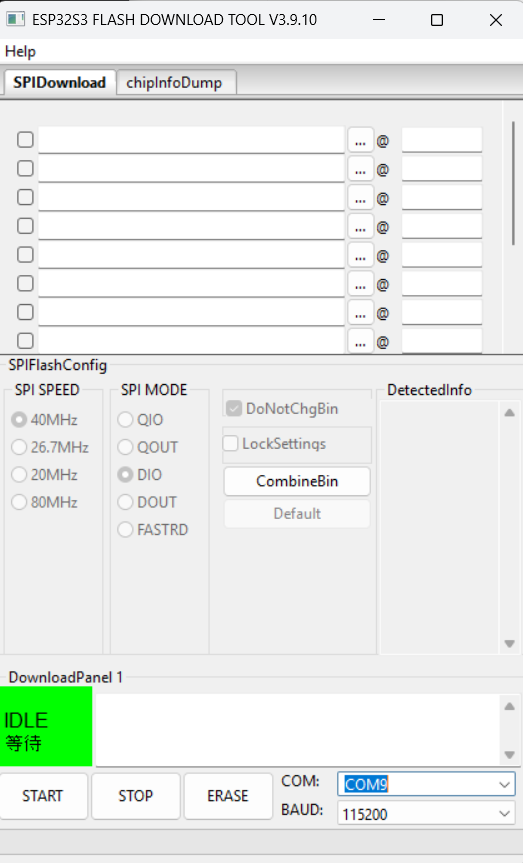 ESP32S3 FLASH DOWNLOAD TOOL V3.9.10
Help
SPIDownload chipInfoDump
... @
... @
... @
... @
... @
... @
... @
... @
SPIFlashConfig
SPI SPEED
40MHz
26.7MHz
20MHz
80MHz
SPI MODE
QIO
QOUT
DIO
DOUT
FASTRD
DoNotChgBin
LockSettings
CombineBin
Default
DetectedInfo
DownloadPanel 1
IDLE
等待
START STOP ERASE
COM: COM9
BAUD: 115200